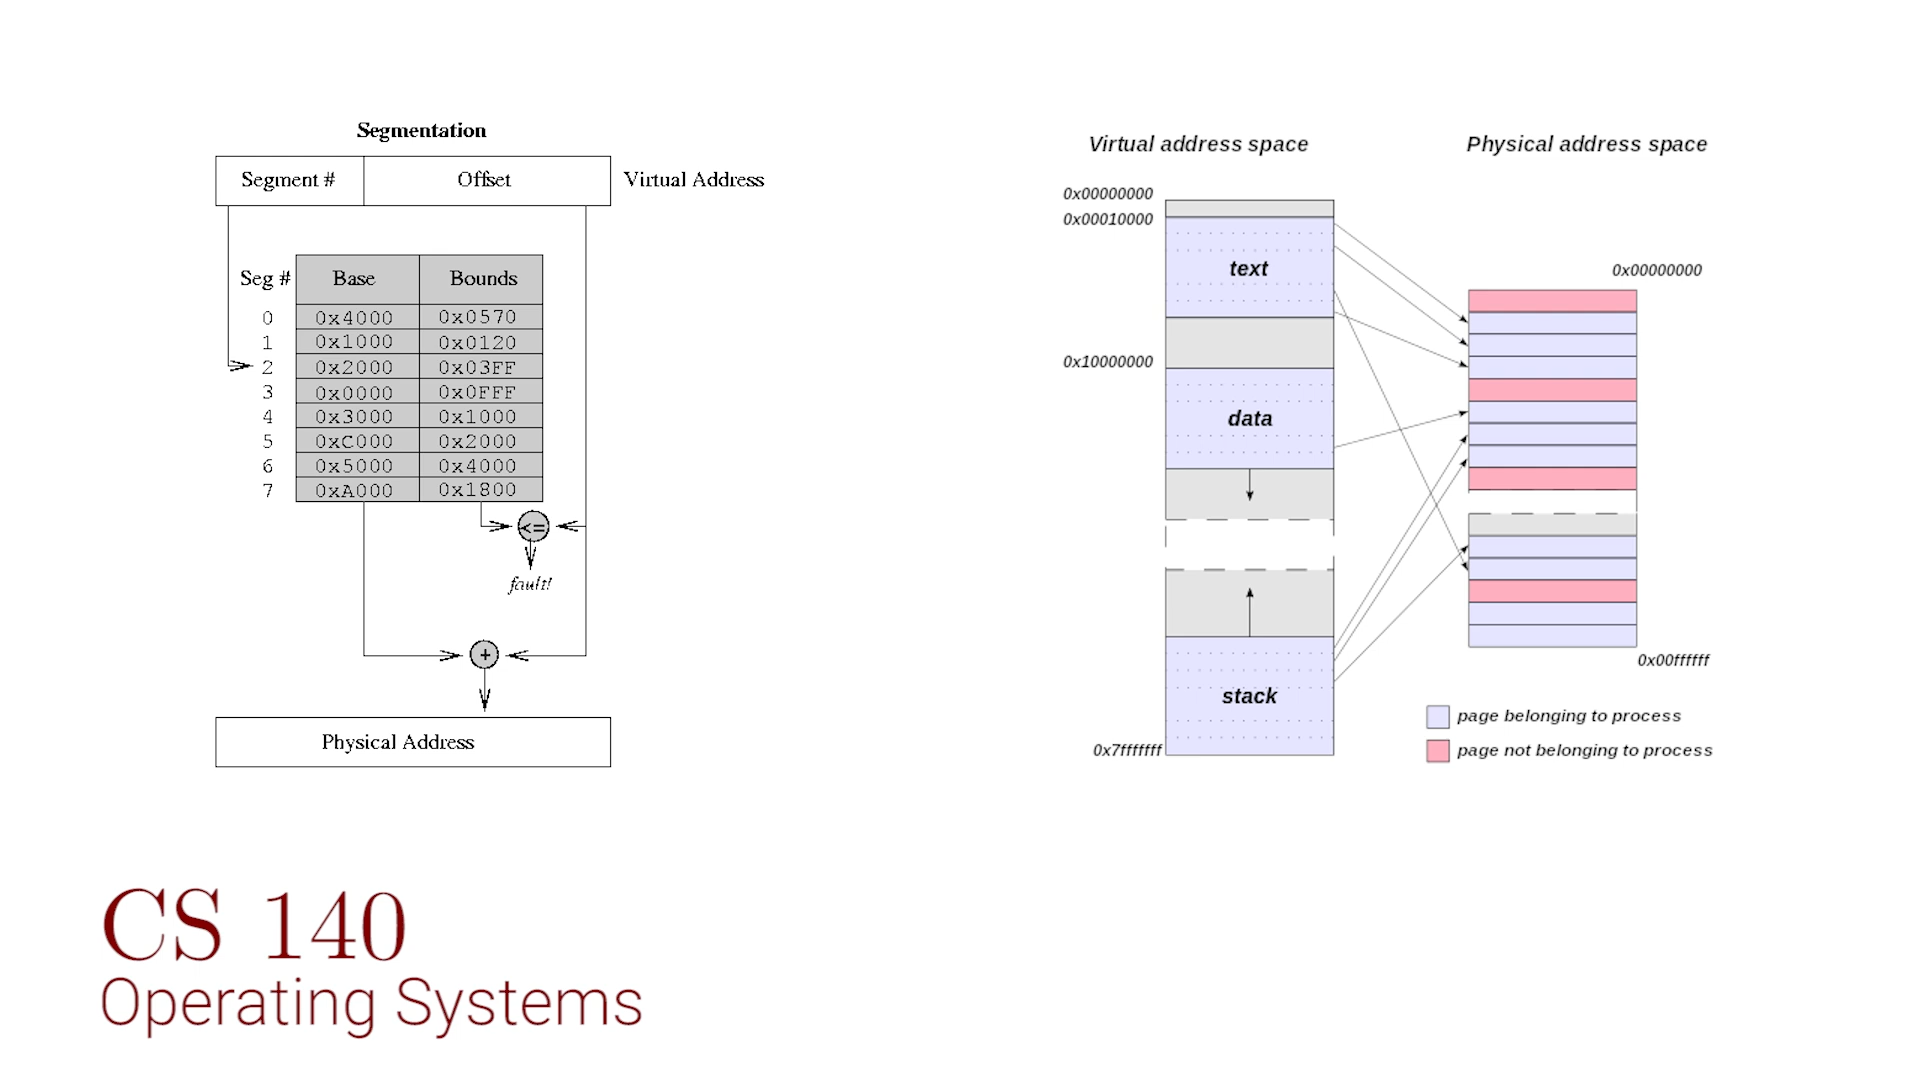 Segmentation
Segment # Offset Virtual Address
Seg # Base Bounds
0 0x4000 0x0570
1 0x1000 0x0120
2 0x2000 0x03FF
3 0x0000 0x0FFF
4 0x3000 0x1000
5 0xC000 0x2000
6 0x5000 0x4000
7 0xA000 0x1800
<=
fault!
+
Physical Address
Virtual address space
0x00000000
0x00010000
text
0x10000000
data
stack
0x7fffffff
Physical address space
0x00000000
0x00ffffff
page belonging to process
page not belonging to process
CS 140
Operating Systems